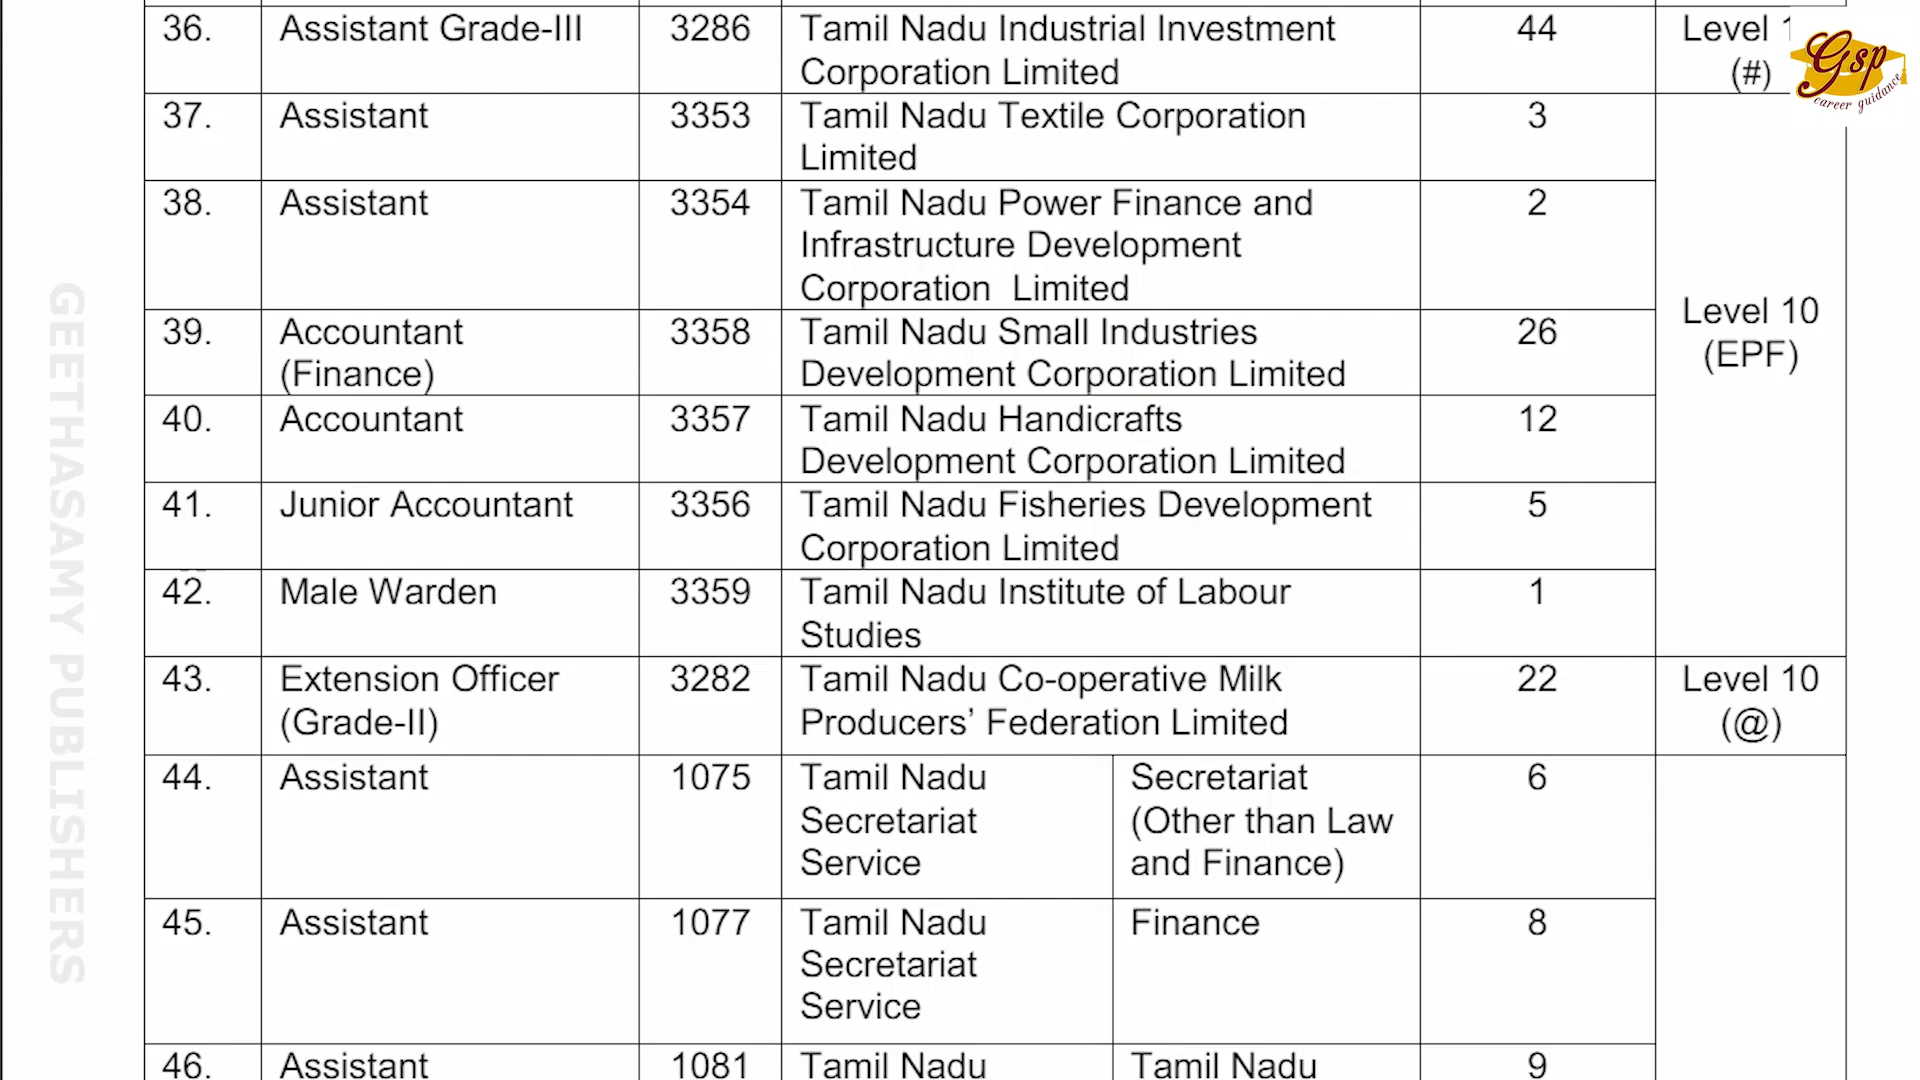 36. Assistant Grade-III 3286 Tamil Nadu Industrial Investment 44 Level
Corporation Limited (#)
Gsp
career guidance
37. Assistant 3353 Tamil Nadu Textile Corporation 3
Limited
38. Assistant 3354 Tamil Nadu Power Finance and 2
Infrastructure Development
Corporation Limited
Level 10
(EPF)
39. Accountant 3358 Tamil Nadu Small Industries 26
(Finance) Development Corporation Limited
40. Accountant 3357 Tamil Nadu Handicrafts 12
Development Corporation Limited
41. Junior Accountant 3356 Tamil Nadu Fisheries Development 5
Corporation Limited
42. Male Warden 3359 Tamil Nadu Institute of Labour 1
Studies
43. Extension Officer 3282 Tamil Nadu Co-operative Milk 22 Level 10
(Grade-II) Producers’ Federation Limited (@)
44. Assistant 1075 Tamil Nadu Secretariat 6
Secretariat (Other than Law
Service and Finance)
45. Assistant 1077 Tamil Nadu Finance 8
Secretariat
Service
46. Assistant 1081 Tamil Nadu Tamil Nadu 9
GEETHASAMY PUBLISHERS